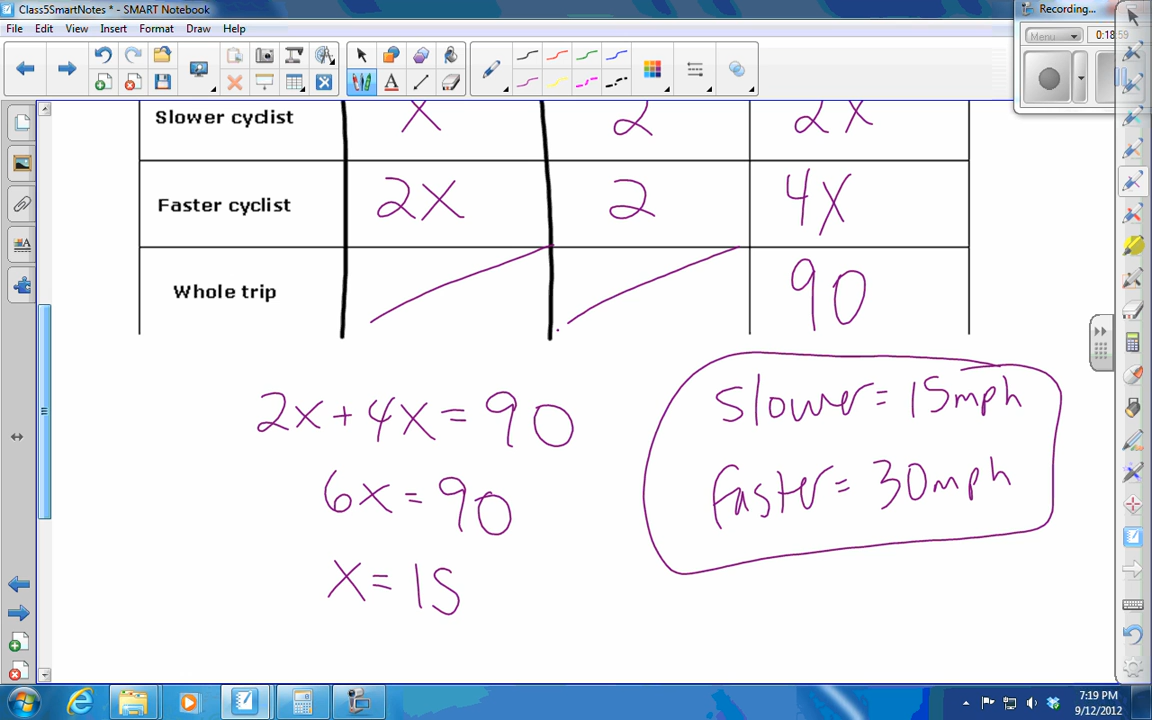 Class5SmartNotes * - SMART Notebook
Recording...
File Edit View Insert Format Draw Help
Menu
0:18:59
Slower cyclist X 2 2X
Faster cyclist 2X 2 4X
Whole trip 90
2x+4x=90
6x=90
x=15
slower=15mph
faster=30mph
7:19 PM
9/12/2012